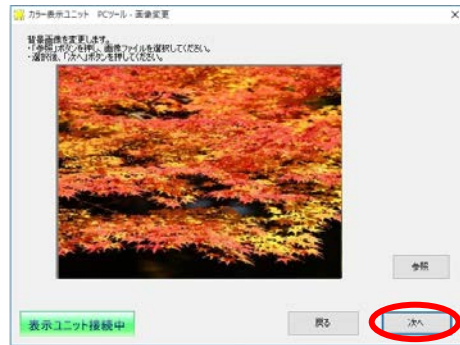 カラー表示ユニット PCツール - 画像変更
背景画像を変更します。
・「参照」ボタンを押し、画像ファイルを選択してください。
・選択後、「次へ」ボタンを押してください。
参照
表示ユニット接続中
戻る
次へ